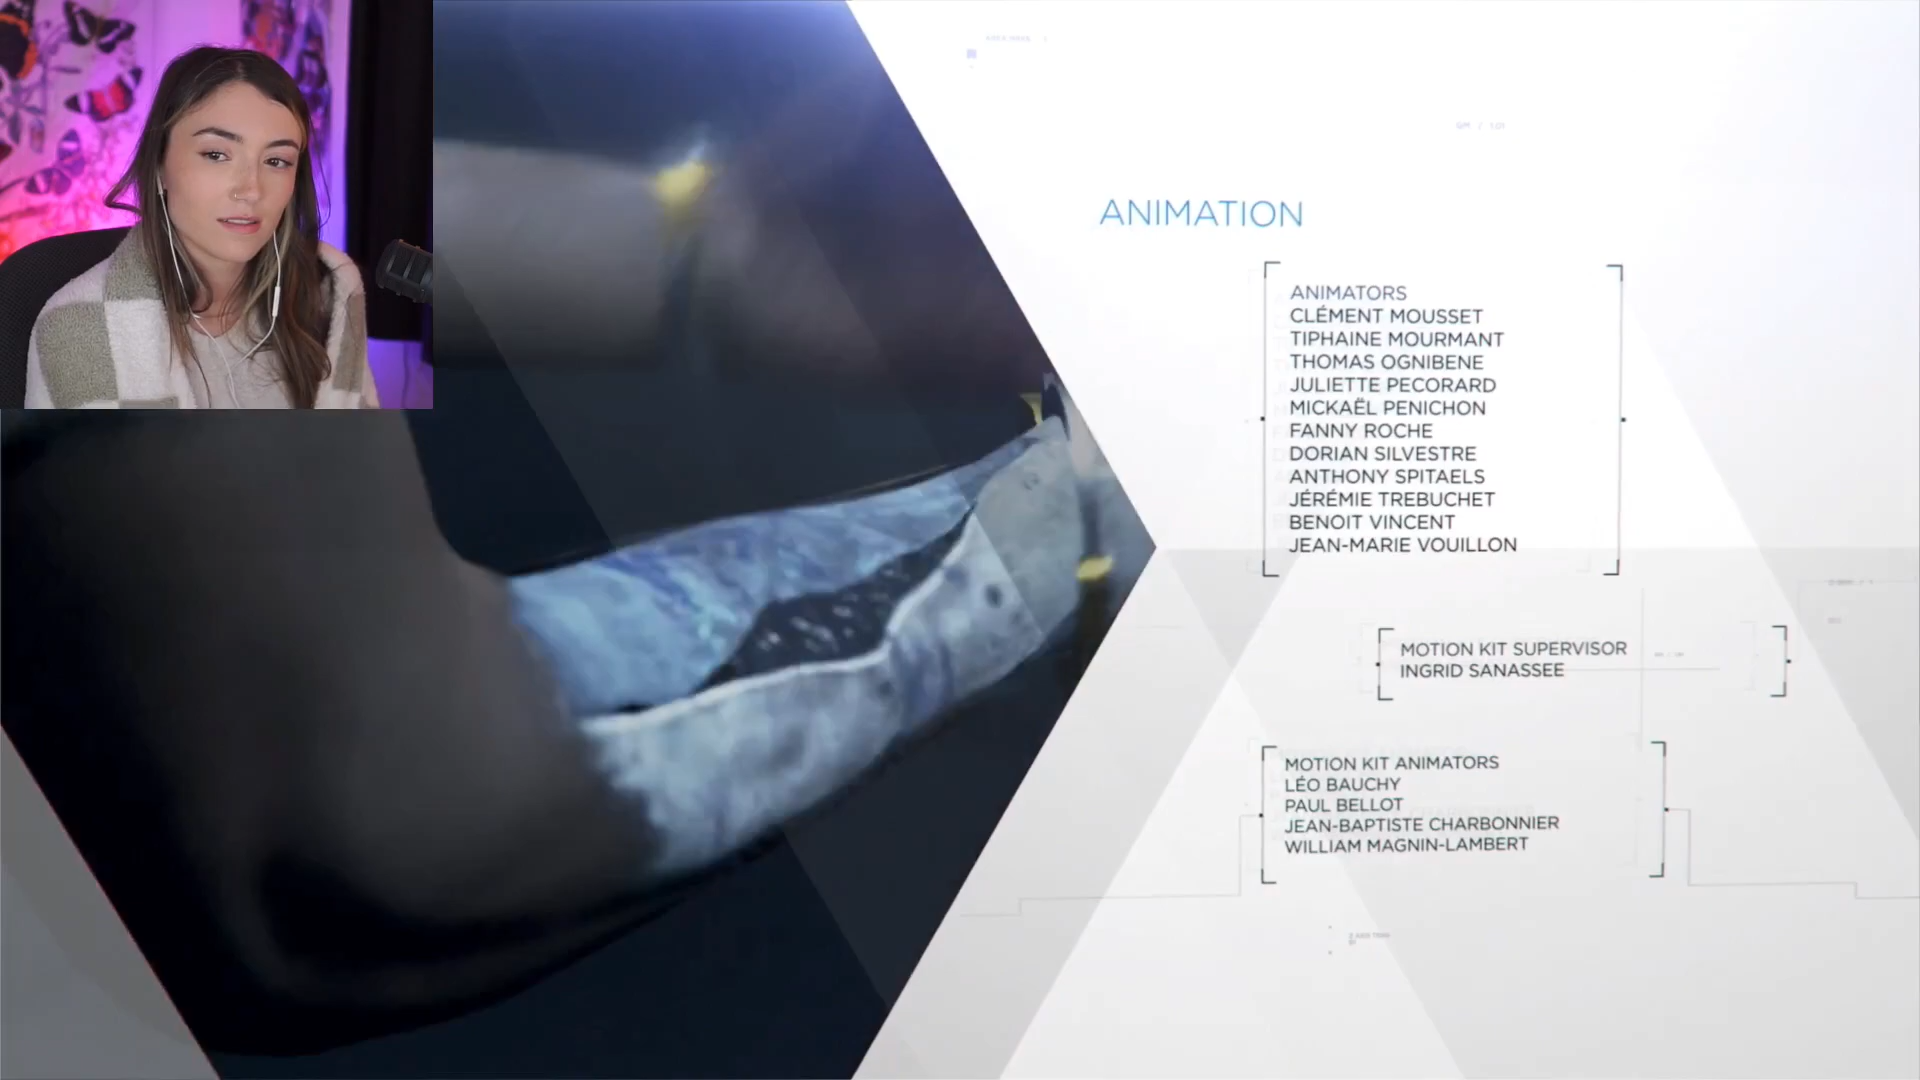 ANIMATION
ANIMATORS
CLÉMENT MOUSSET
TIPHAINE MOURMANT
THOMAS OGNIBENE
JULIETTE PECORARD
MICKAËL PENICHON
FANNY ROCHE
DORIAN SILVESTRE
ANTHONY SPITAELS
JÉRÉMIE TREBUCHET
BENOIT VINCENT
JEAN-MARIE VOUILLON
MOTION KIT SUPERVISOR
INGRID SANASSEE
MOTION KIT ANIMATORS
LÉO BAUCHY
PAUL BELLOT
JEAN-BAPTISTE CHARBONNIER
WILLIAM MAGNIN-LAMBERT